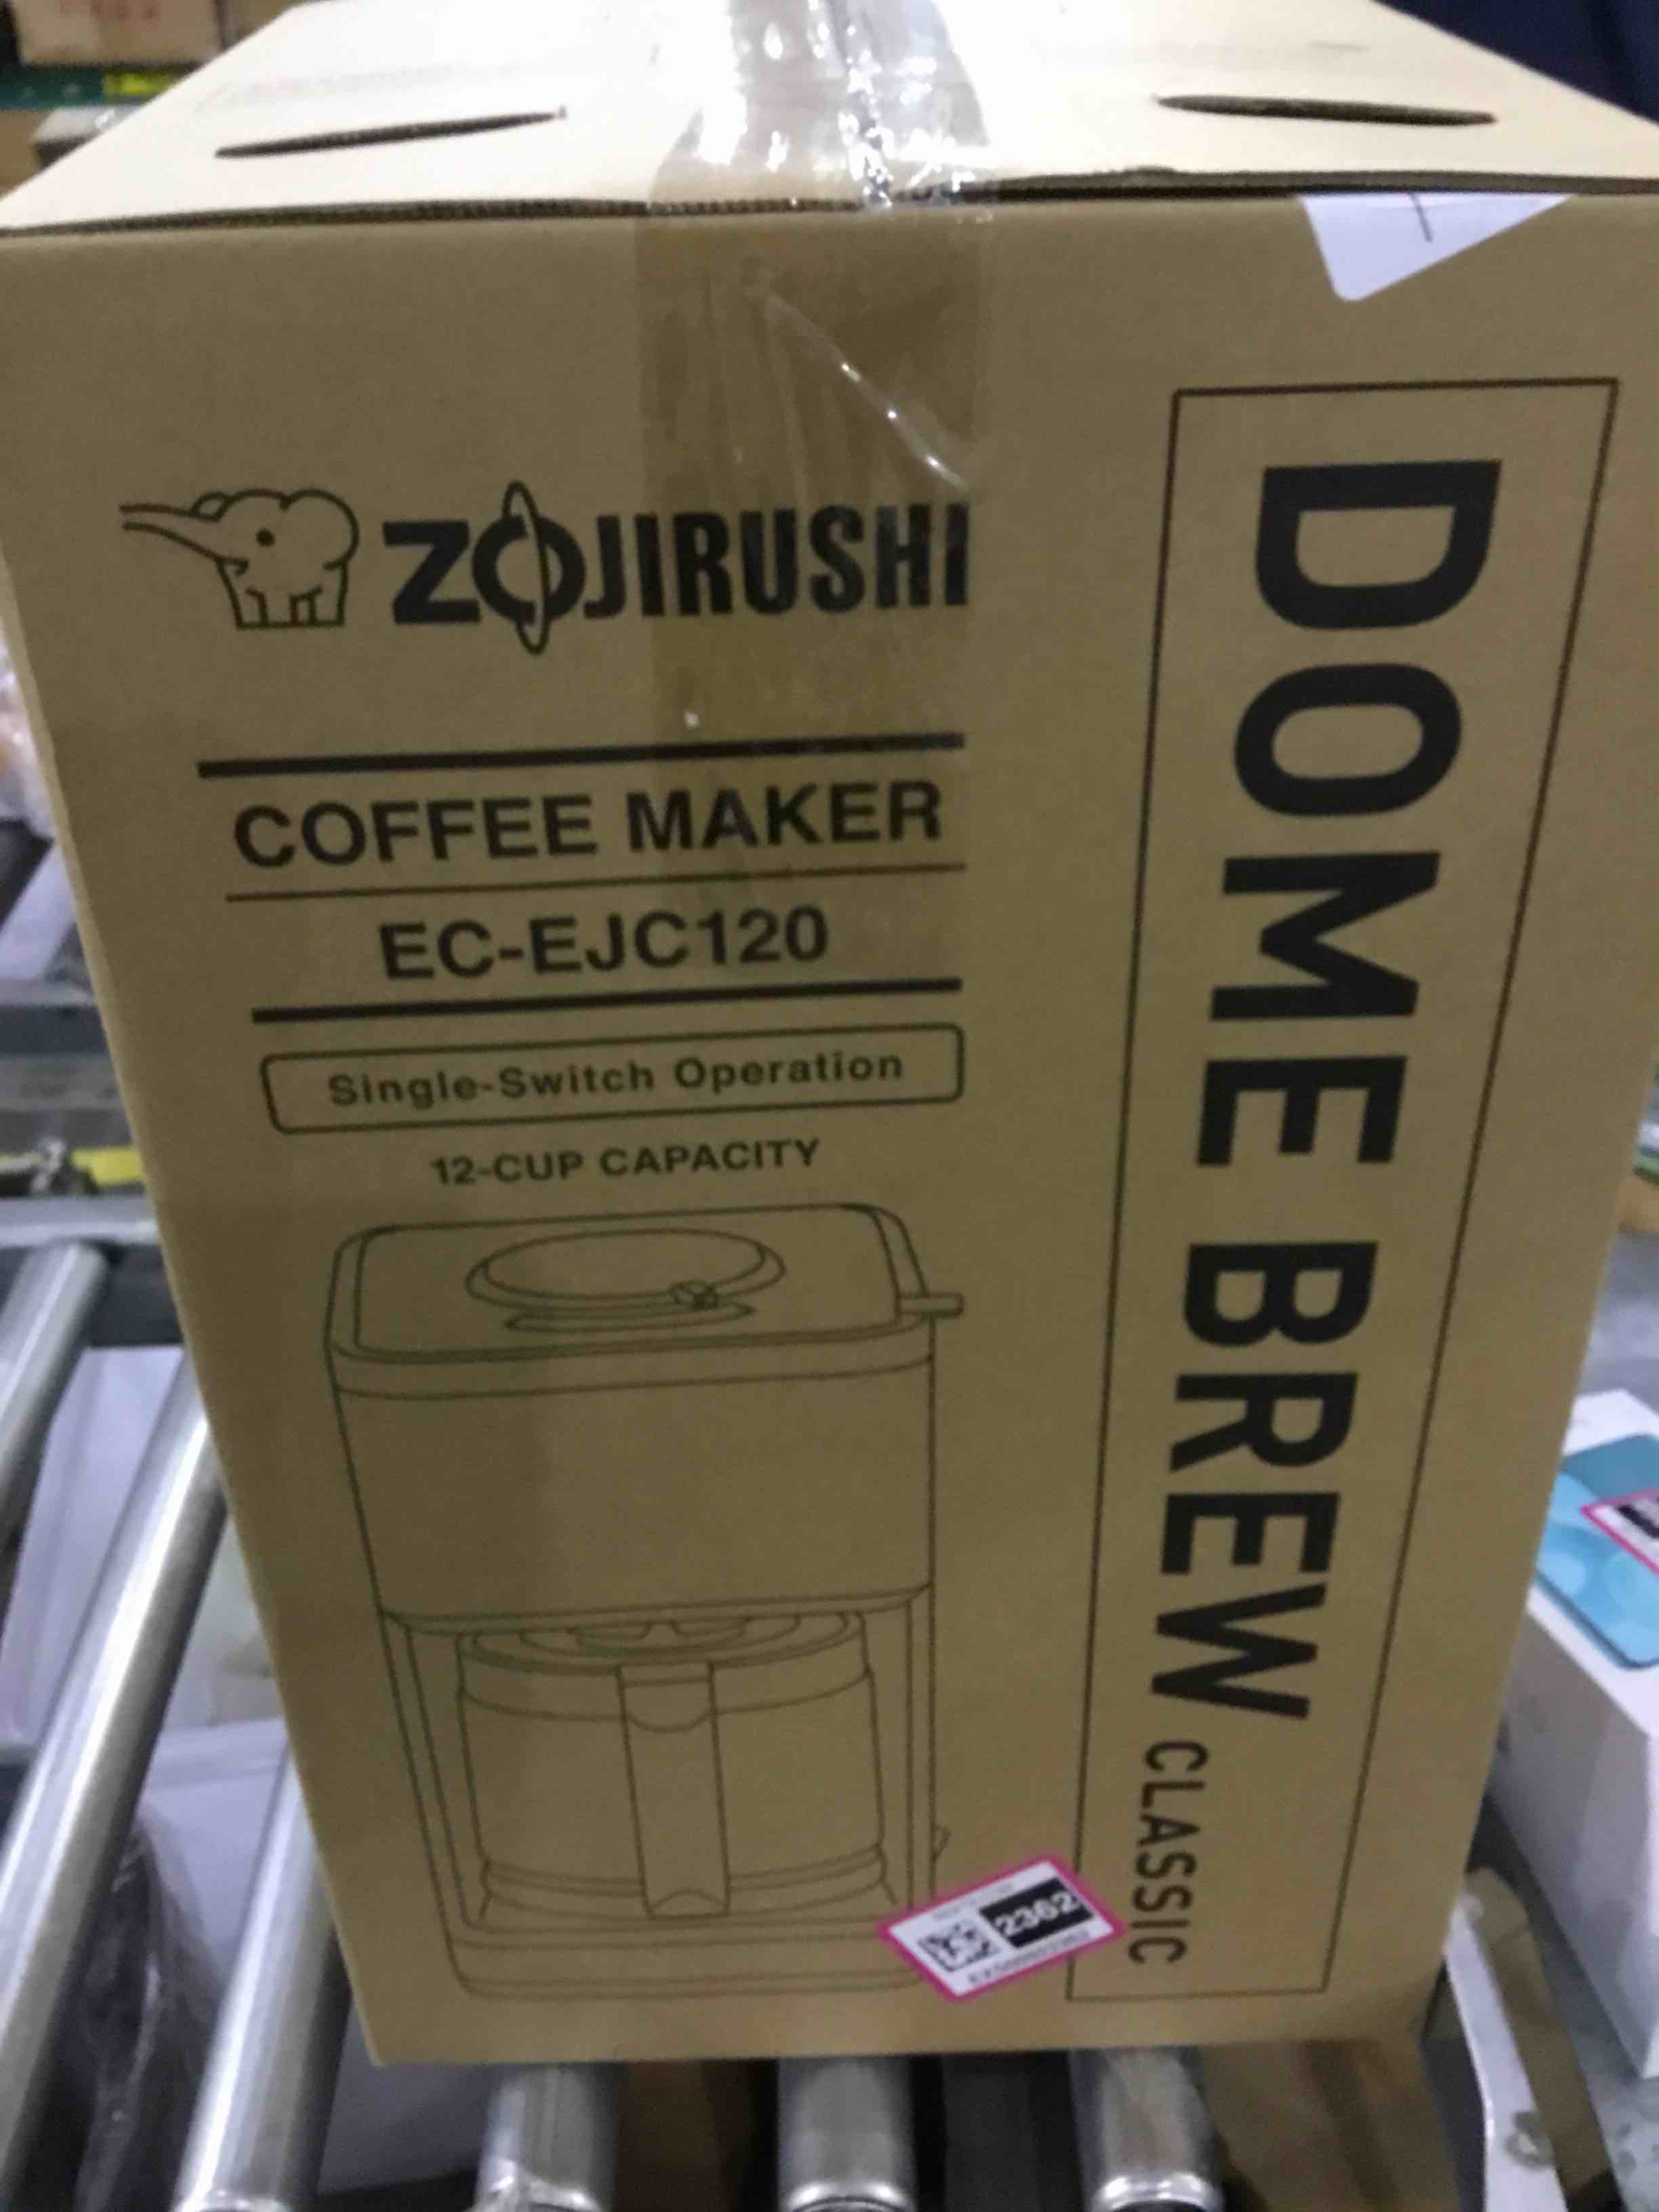 ZOJIRUSHI
COFFEE MAKER
EC-EJC120
Single-Switch Operation
12-CUP CAPACITY
DOME BREW CLASSIC
2362